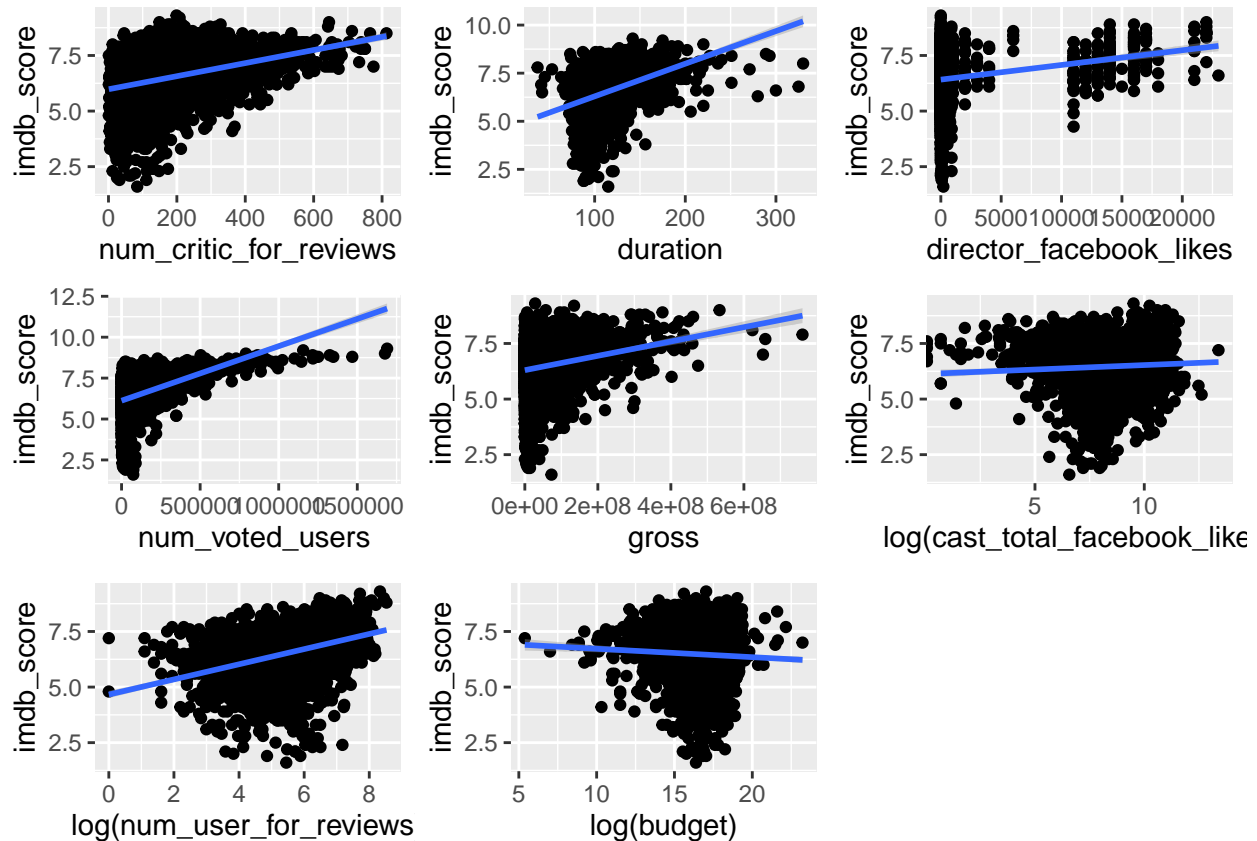 imdb_score
7.5
5.0
2.5
0
200
400
600
800
num_critic_for_reviews
imdb_score
10.0
7.5
5.0
2.5
100
200
300
duration
imdb_score
7.5
5.0
2.5
0
5000
10000
15000
20000
director_facebook_likes
imdb_score
12.5
10.0
7.5
5.0
2.5
0
500000
1000000
1500000
num_voted_users
imdb_score
7.5
5.0
2.5
0e+00
2e+08
4e+08
6e+08
gross
imdb_score
7.5
5.0
2.5
5
10
log(cast_total_facebook_like
imdb_score
7.5
5.0
2.5
0
2
4
6
8
log(num_user_for_reviews
imdb_score
7.5
5.0
2.5
5
10
15
20
log(budget)